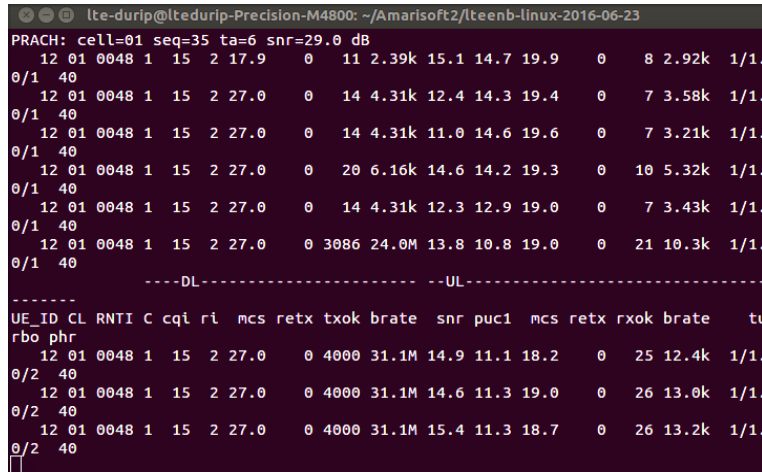 lte-durip@ltedurip-Precision-M4800: ~/Amarisoft2/lteenb-linux-2016-06-23
PRACH: cell=01 seq=35 ta=6 snr=29.0 dB
12 01 0048 1 15 2 17.9 0 11 2.39k 15.1 14.7 19.9 0 8 2.92k 1/1.
0/1 40
12 01 0048 1 15 2 27.0 0 14 4.31k 12.4 14.3 19.4 0 7 3.58k 1/1.
0/1 40
12 01 0048 1 15 2 27.0 0 14 4.31k 11.0 14.6 19.6 0 7 3.21k 1/1.
0/1 40
12 01 0048 1 15 2 27.0 0 20 6.16k 14.6 14.2 19.3 0 10 5.32k 1/1.
0/1 40
12 01 0048 1 15 2 27.0 0 14 4.31k 12.3 12.9 19.0 0 7 3.43k 1/1.
0/1 40
12 01 0048 1 15 2 27.0 0 3086 24.0M 13.8 10.8 19.0 0 21 10.3k 1/1.
0/1 40
----DL------------------------ --UL--------------------------------
-------
UE_ID CL RNTI C cqi ri mcs retx txok brate snr puc1 mcs retx rxok brate tu
rbo phr
12 01 0048 1 15 2 27.0 0 4000 31.1M 14.9 11.1 18.2 0 25 12.4k 1/1.
0/2 40
12 01 0048 1 15 2 27.0 0 4000 31.1M 14.6 11.3 19.0 0 26 13.0k 1/1.
0/2 40
12 01 0048 1 15 2 27.0 0 4000 31.1M 15.4 11.3 18.7 0 26 13.2k 1/1.
0/2 40